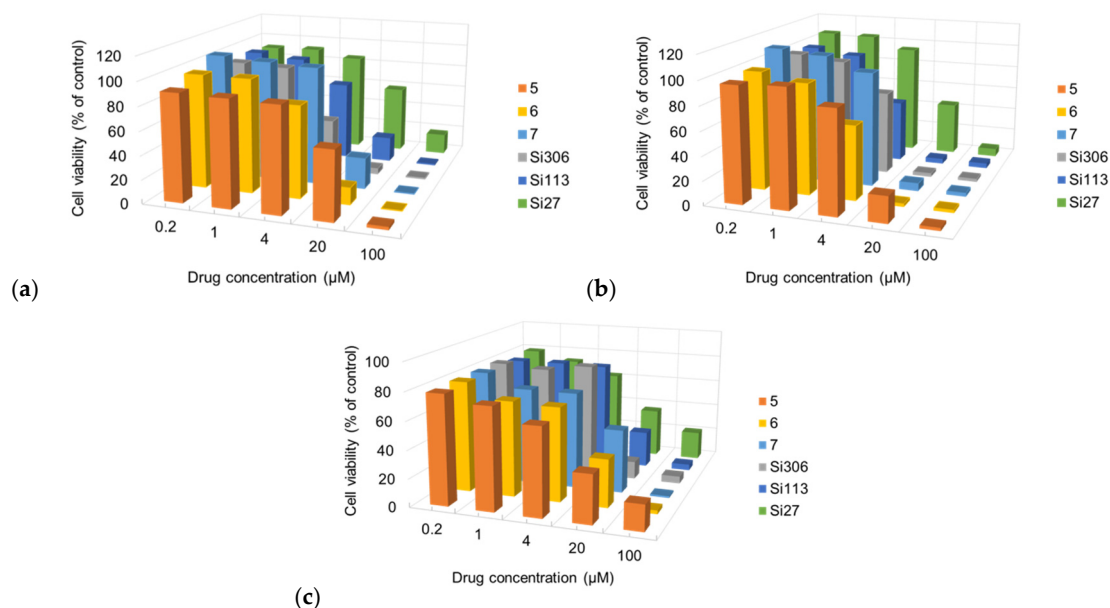 120
100
80
60
40
20
0
Cell viability (% of control)
0.2
1
4
20
100
Drug concentration (µM)
5
6
7
Si306
Si113
Si27
(a)
120
100
80
60
40
20
0
Cell viability (% of control)
0.2
1
4
20
100
Drug concentration (µM)
5
6
7
Si306
Si113
Si27
(b)
100
80
60
40
20
0
Cell viability (% of control)
0.2
1
4
20
100
Drug concentration (µM)
5
6
7
Si306
Si113
Si27
(c)